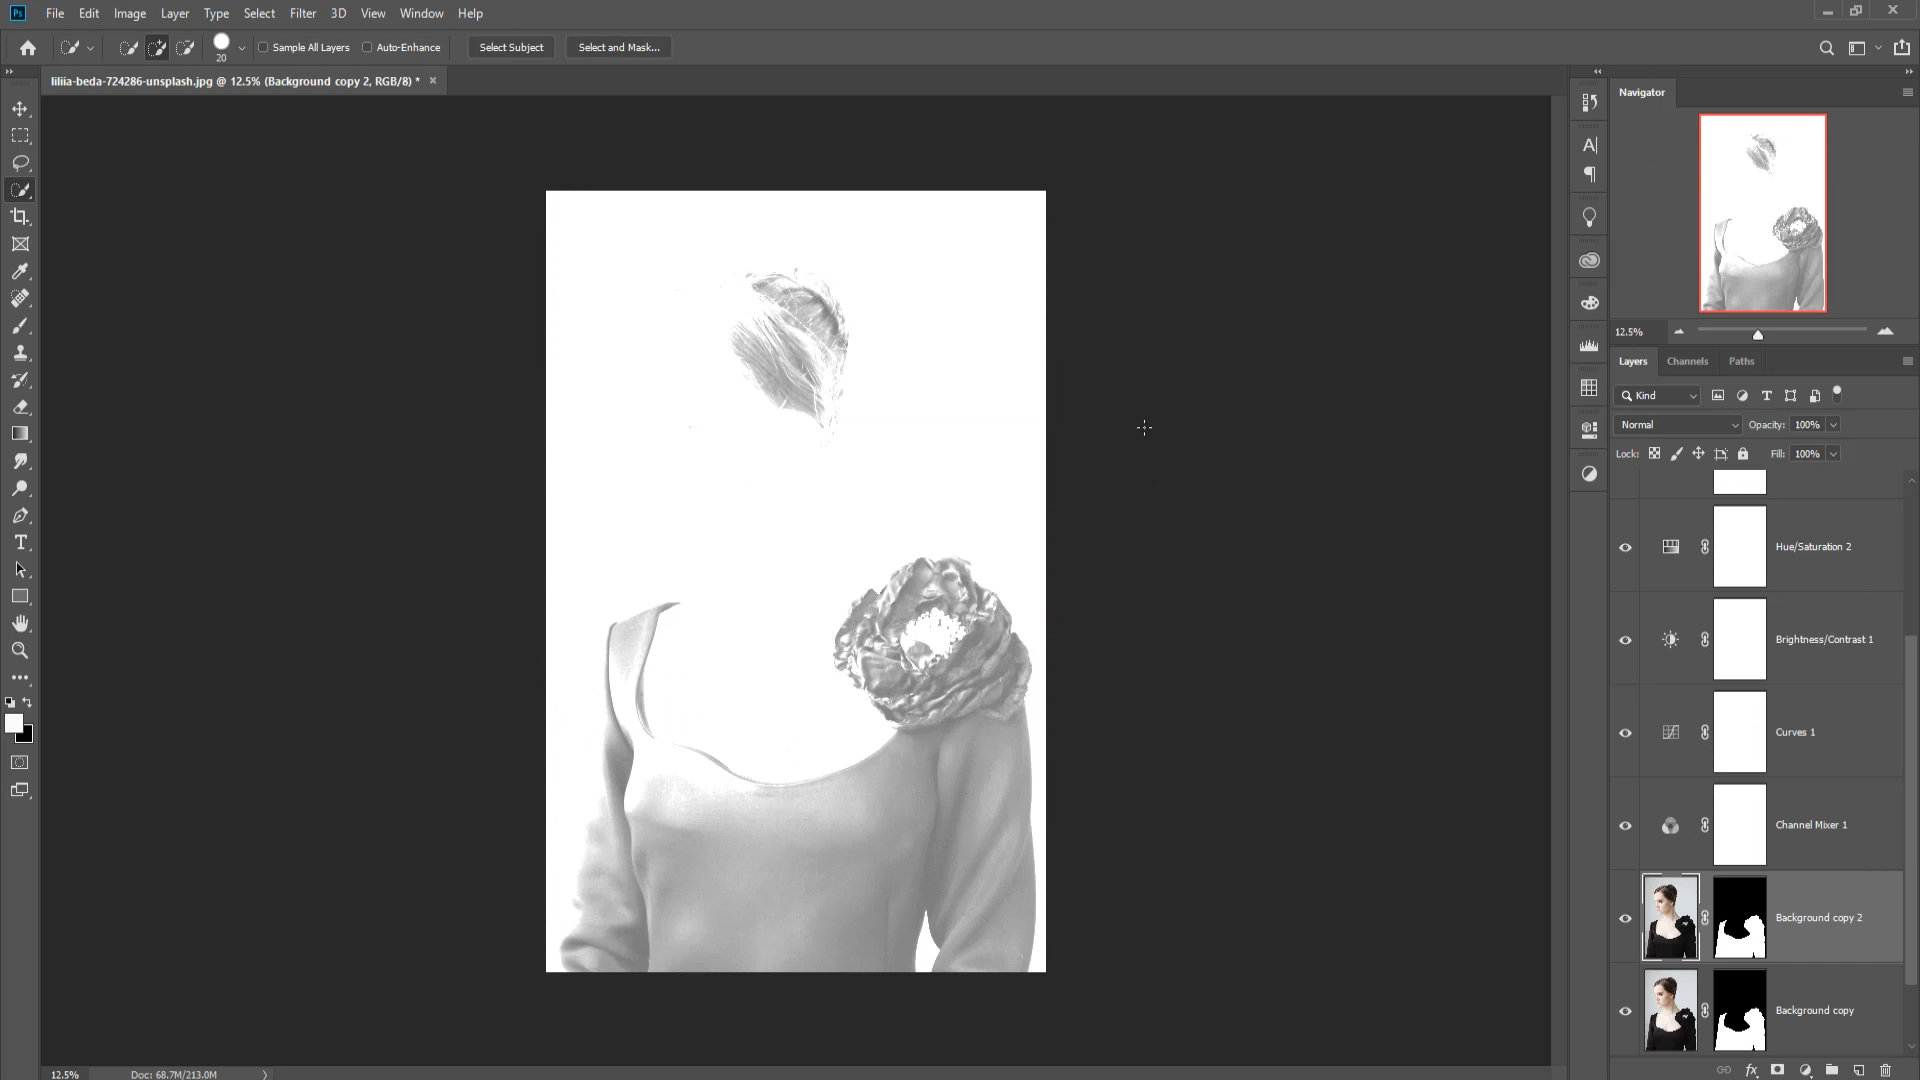 Ps File Edit Image Layer Type Select Filter 3D View Window Help
20 Sample All Layers Auto-Enhance Select Subject Select and Mask...
liliia-beda-724286-unsplash.jpg @ 12.5% (Background copy 2, RGB/8) *
Navigator
12.5%
Layers Channels Paths
Kind
Normal Opacity: 100%
Lock: Fill: 100%
Hue/Saturation 2
Brightness/Contrast 1
Curves 1
Channel Mixer 1
Background copy 2
Background copy
12.5% Doc: 68.7M/213.0M